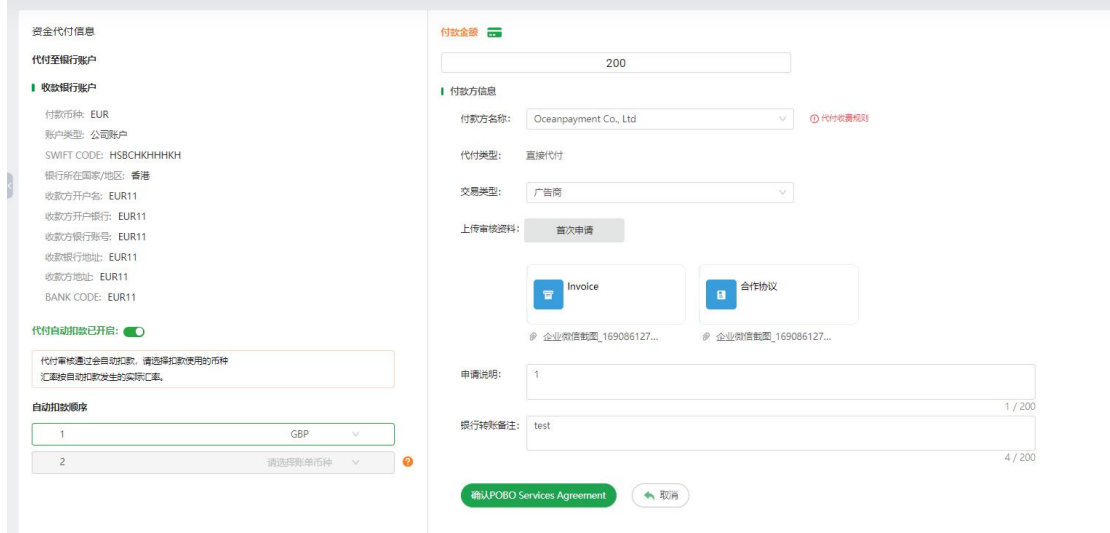 资金代付信息
代付至银行账户
收款银行账户
付款币种: EUR
账户类型: 公司账户
SWIFT CODE: HSBCHKHHHKH
银行所在国家/地区: 香港
收款方开户名: EUR11
收款方开户银行: EUR11
收款方银行账号: EUR11
收款银行地址: EUR11
收款方地址: EUR11
BANK CODE: EUR11
代付自动扣款已开启:
代付审核通过会自动扣款，请选择扣款使用的币种
汇率按自动扣款发生的实际汇率。
自动扣款顺序
1 GBP
2 请选择账单币种 ?
付款金额
200
付款方信息
付款方名称: Oceanpayment Co., Ltd 代付收费规则
代付类型: 直接代付
交易类型: 广告商
上传审核资料: 首次申请
Invoice 合作协议
企业微信截图_169086127... 企业微信截图_169086127...
申请说明: 1
1 / 200
银行转账备注: test
4 / 200
确认POBO Services Agreement 取消